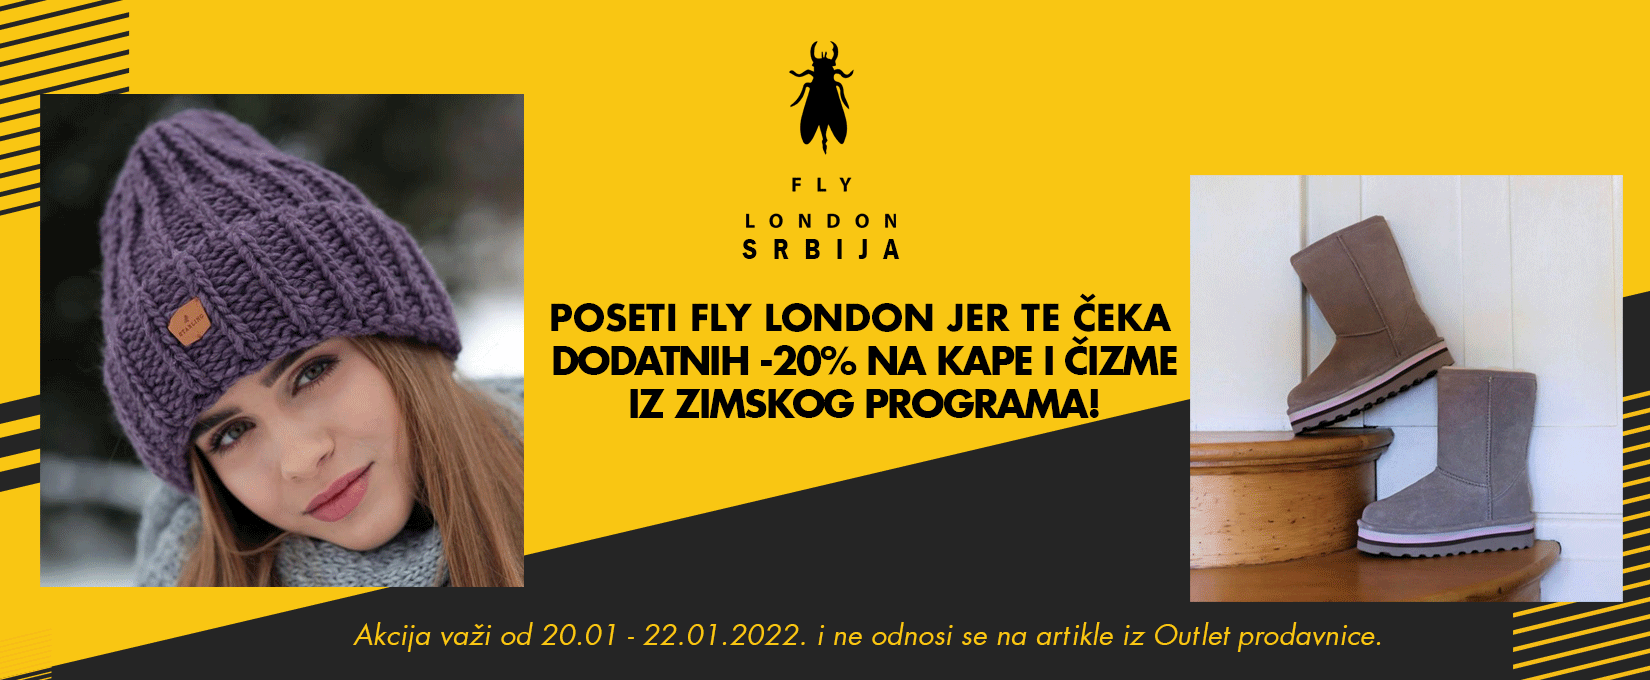 FLY
LONDON
SRBIJA
POSETI FLY LONDON JER TE ČEKA
DODATNIH -20% NA KAPE I ČIZME
IZ ZIMSKOG PROGRAMA!
STARLING
Akcija važi od 20.01 - 22.01.2022. i ne odnosi se na artikle iz Outlet prodavnice.